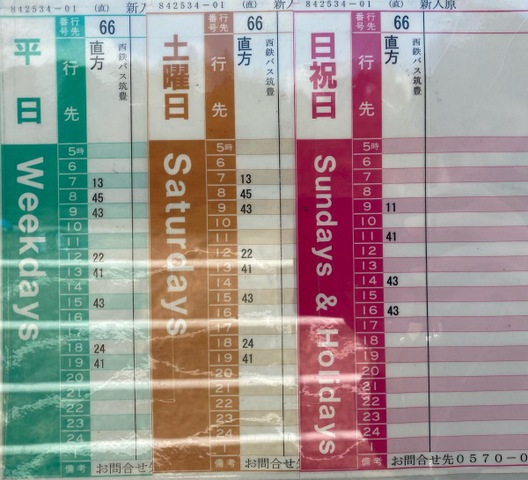 842534-01 (直) 新入
行先番号 66
平日
行先
直方
西鉄バス筑豊
Weekdays
5時
6
7 13
8 45
9 43
10
11
12 22
13 41
14
15 43
16
17
18 24
19 41
20
21
22
23
24
1
備考 お問合せ
842534-01 (直) 新入
行先番号 66
土曜日
行先
直方
西鉄バス筑豊
Saturdays
5時
6
7 13
8 45
9 43
10
11
12 22
13 41
14
15 43
16
17
18 24
19 41
20
21
22
23
24
1
備考 お問合せ
842534-01 (直) 新入原
行先番号 66
日祝日
行先
直方
西鉄バス筑豊
Sundays & Holidays
5時
6
7
8
9 11
10
11 41
12
13
14 43
15
16 43
17
18
19
20
21
22
23
24
1
備考 お問合せ先0570-0